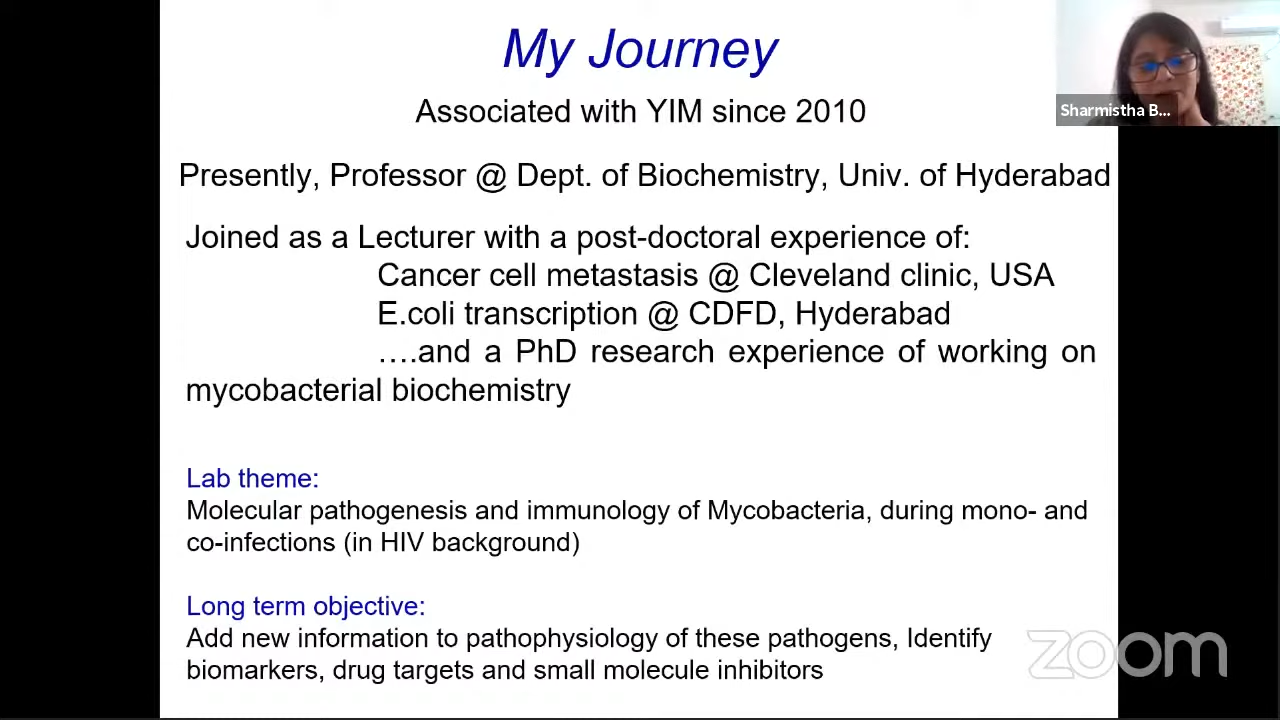 My Journey
Associated with YIM since 2010
Sharmistha B...
Presently, Professor @ Dept. of Biochemistry, Univ. of Hyderabad
Joined as a Lecturer with a post-doctoral experience of:
Cancer cell metastasis @ Cleveland clinic, USA
E.coli transcription @ CDFD, Hyderabad
….and a PhD research experience of working on
mycobacterial biochemistry
Lab theme:
Molecular pathogenesis and immunology of Mycobacteria, during mono- and
co-infections (in HIV background)
Long term objective:
Add new information to pathophysiology of these pathogens, Identify
biomarkers, drug targets and small molecule inhibitors
zoom